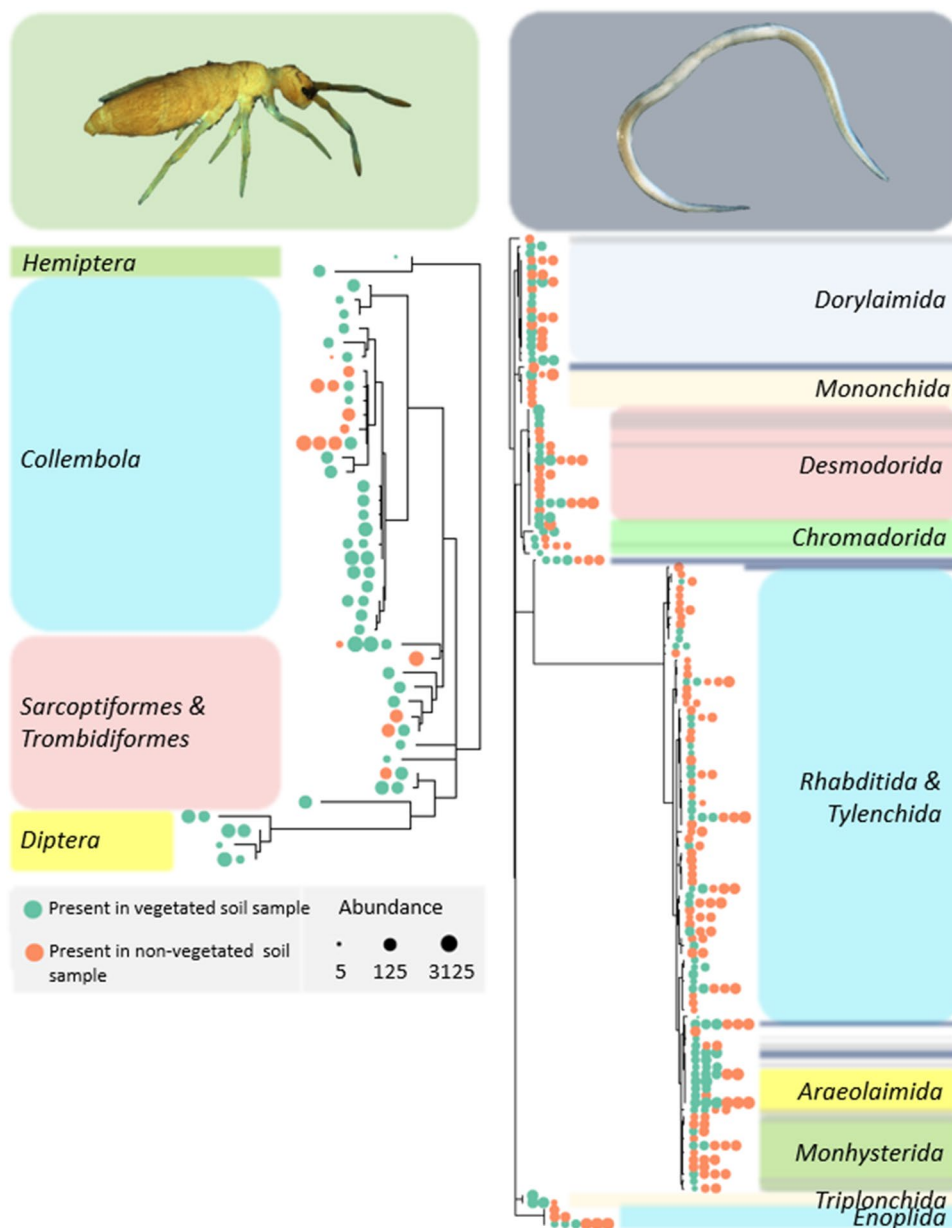 Hemiptera
Collembola
Sarcoptiformes &
Trombidiformes
Diptera
Present in vegetated soil sample
Present in non-vegetated soil
sample
Abundance
5 125 3125
Dorylaimida
Mononchida
Desmodorida
Chromadorida
Rhabditida &
Tylenchida
Araeolaimida
Monhysterida
Triplonchida
Enoplida